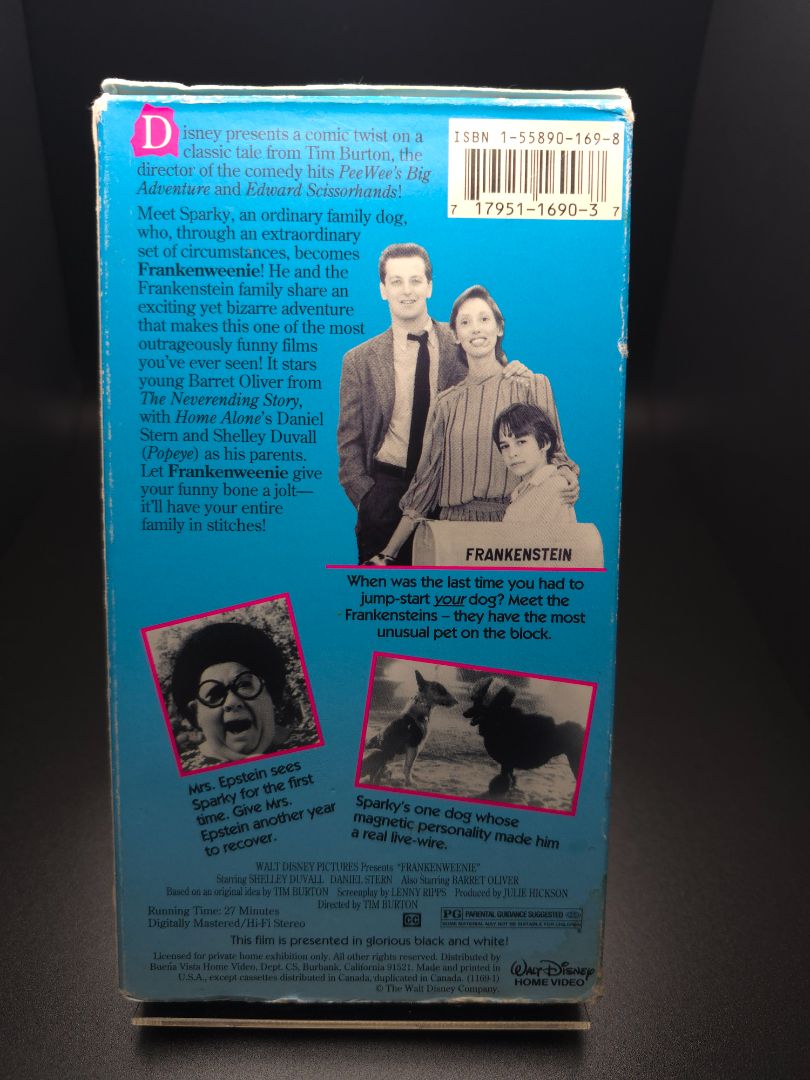 Disney presents a comic twist on a
classic tale from Tim Burton, the
director of the comedy hits PeeWee's Big
Adventure and Edward Scissorhands!
ISBN 1-55890-169-8
7 17951-1690-3 7
Meet Sparky, an ordinary family dog,
who, through an extraordinary
set of circumstances, becomes
Frankenweenie! He and the
Frankenstein family share an
exciting yet bizarre adventure
that makes this one of the most
outrageously funny films
you've ever seen! It stars
young Barret Oliver from
The Neverending Story,
with Home Alone's Daniel
Stern and Shelley Duvall
(Popeye) as his parents.
Let Frankenweenie give
your funny bone a jolt—
it'll have your entire
family in stitches!
FRANKENSTEIN
When was the last time you had to
jump-start your dog? Meet the
Frankensteins – they have the most
unusual pet on the block.
Mrs. Epstein sees
Sparky for the first
time. Give Mrs.
Epstein another year
to recover.
Sparky's one dog whose
magnetic personality made him
a real live-wire.
WALT DISNEY PICTURES Presents "FRANKENWEENIE"
Starring SHELLEY DUVALL DANIEL STERN Also Starring BARRET OLIVER
Based on an original idea by TIM BURTON Screenplay by LENNY RIPPS Produced by JULIE HICKSON
Directed by TIM BURTON
Running Time: 27 Minutes
Digitally Mastered/Hi-Fi Stereo
CC
PG PARENTAL GUIDANCE SUGGESTED
SOME MATERIAL MAY NOT BE SUITABLE FOR CHILDREN
This film is presented in glorious black and white!
Licensed for private home exhibition only. All other rights reserved. Distributed by
Buena Vista Home Video, Dept. CS, Burbank, California 91521. Made and printed in
U.S.A., except cassettes distributed in Canada, duplicated in Canada. (1169-1)
© The Walt Disney Company.
WALT DISNEY
HOME VIDEO